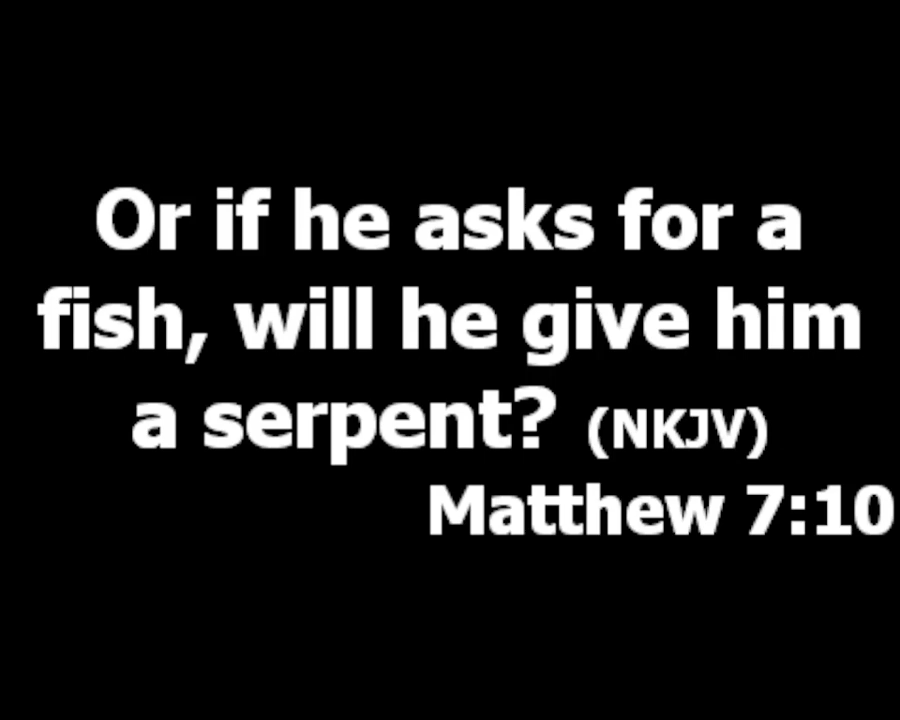 Or if he asks for a
fish, will he give him
a serpent? (NKJV)
Matthew 7:10